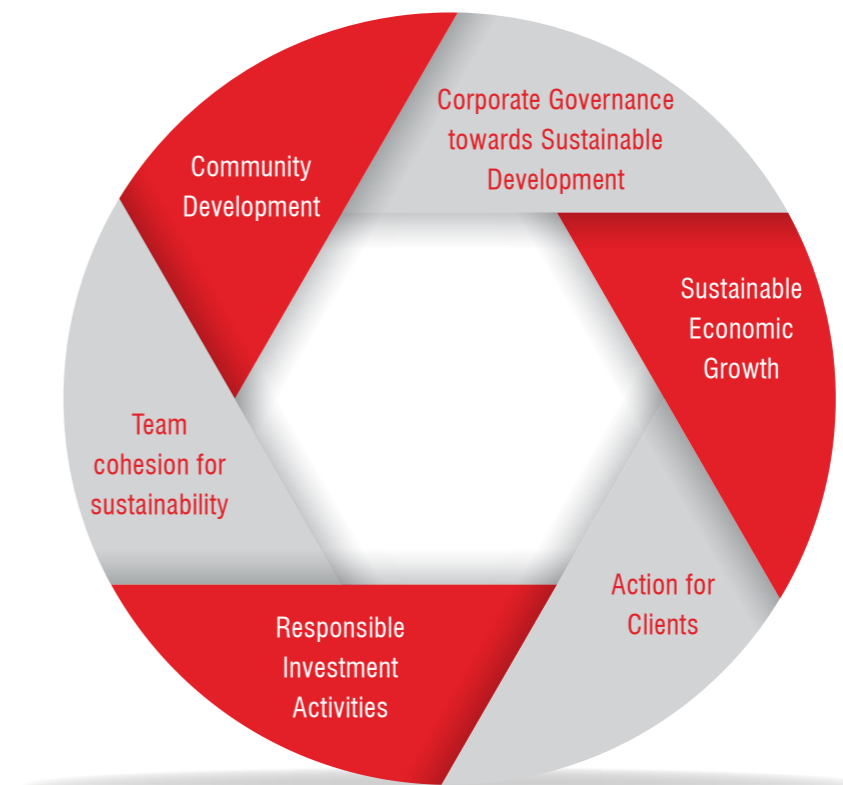 Corporate Governance
towards Sustainable
Development
Sustainable
Economic
Growth
Action for
Clients
Responsible
Investment
Activities
Team
cohesion for
sustainability
Community
Development